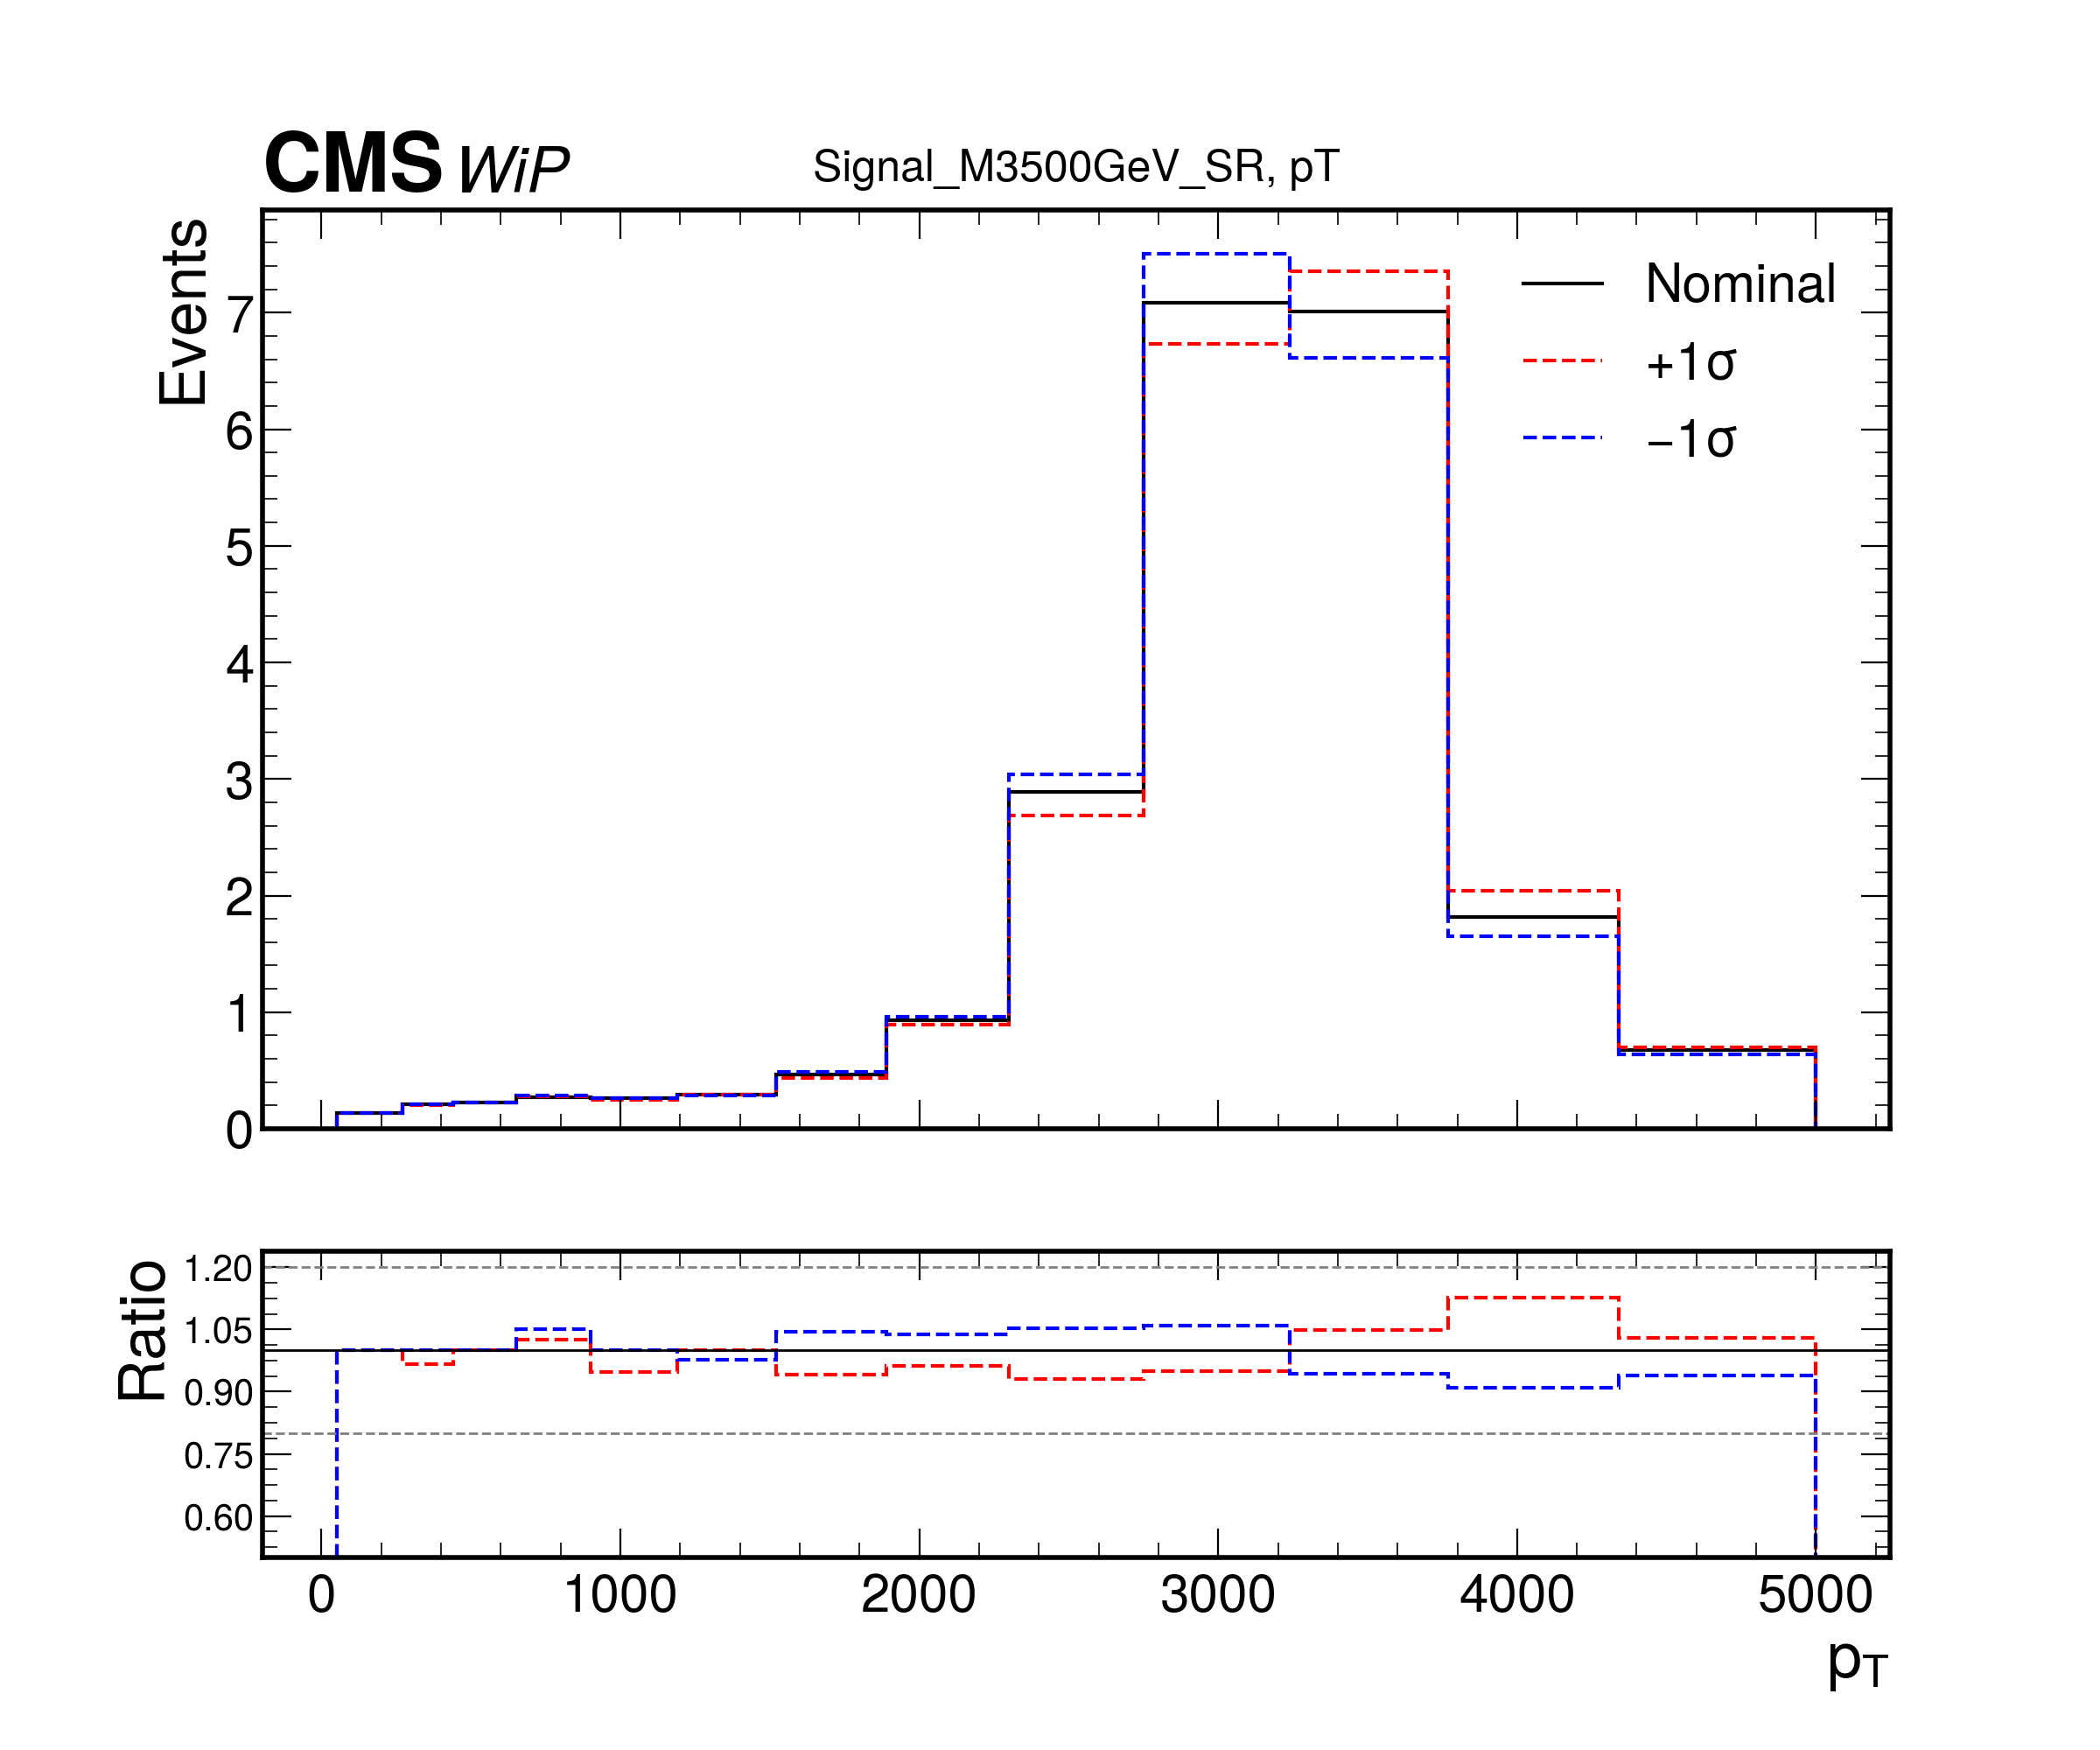 CMS WiP
Signal_M3500GeV_SR, pT
Events
7
6
5
4
3
2
1
0
Nominal
+1σ
−1σ
Ratio
1.20
1.05
0.90
0.75
0.60
0 1000 2000 3000 4000 5000
pT